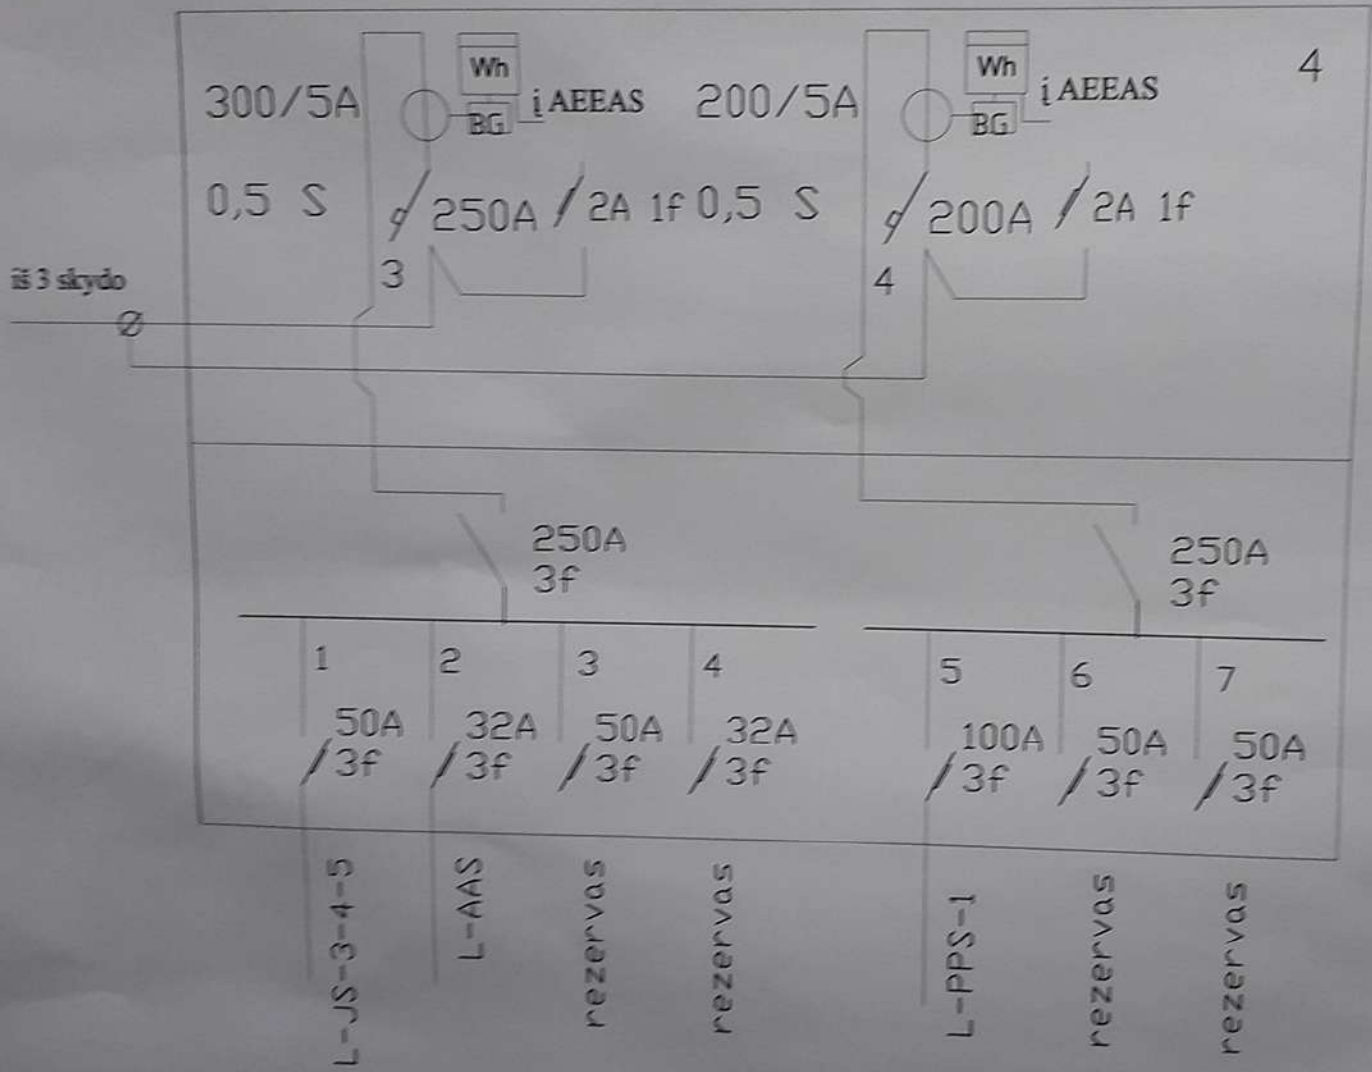 Wh
Wh
4
300/5A
BG
į AEEAS
200/5A
BG
į AEEAS
0,5 S
250A
2A 1f
0,5 S
200A
2A 1f
iš 3 skydo
3
4
250A
3f
250A
3f
1
2
3
4
5
6
7
50A
3f
32A
3f
50A
3f
32A
3f
100A
3f
50A
3f
50A
3f
L-JS-3-4-5
L-AAS
rezervas
rezervas
L-PPS-1
rezervas
rezervas